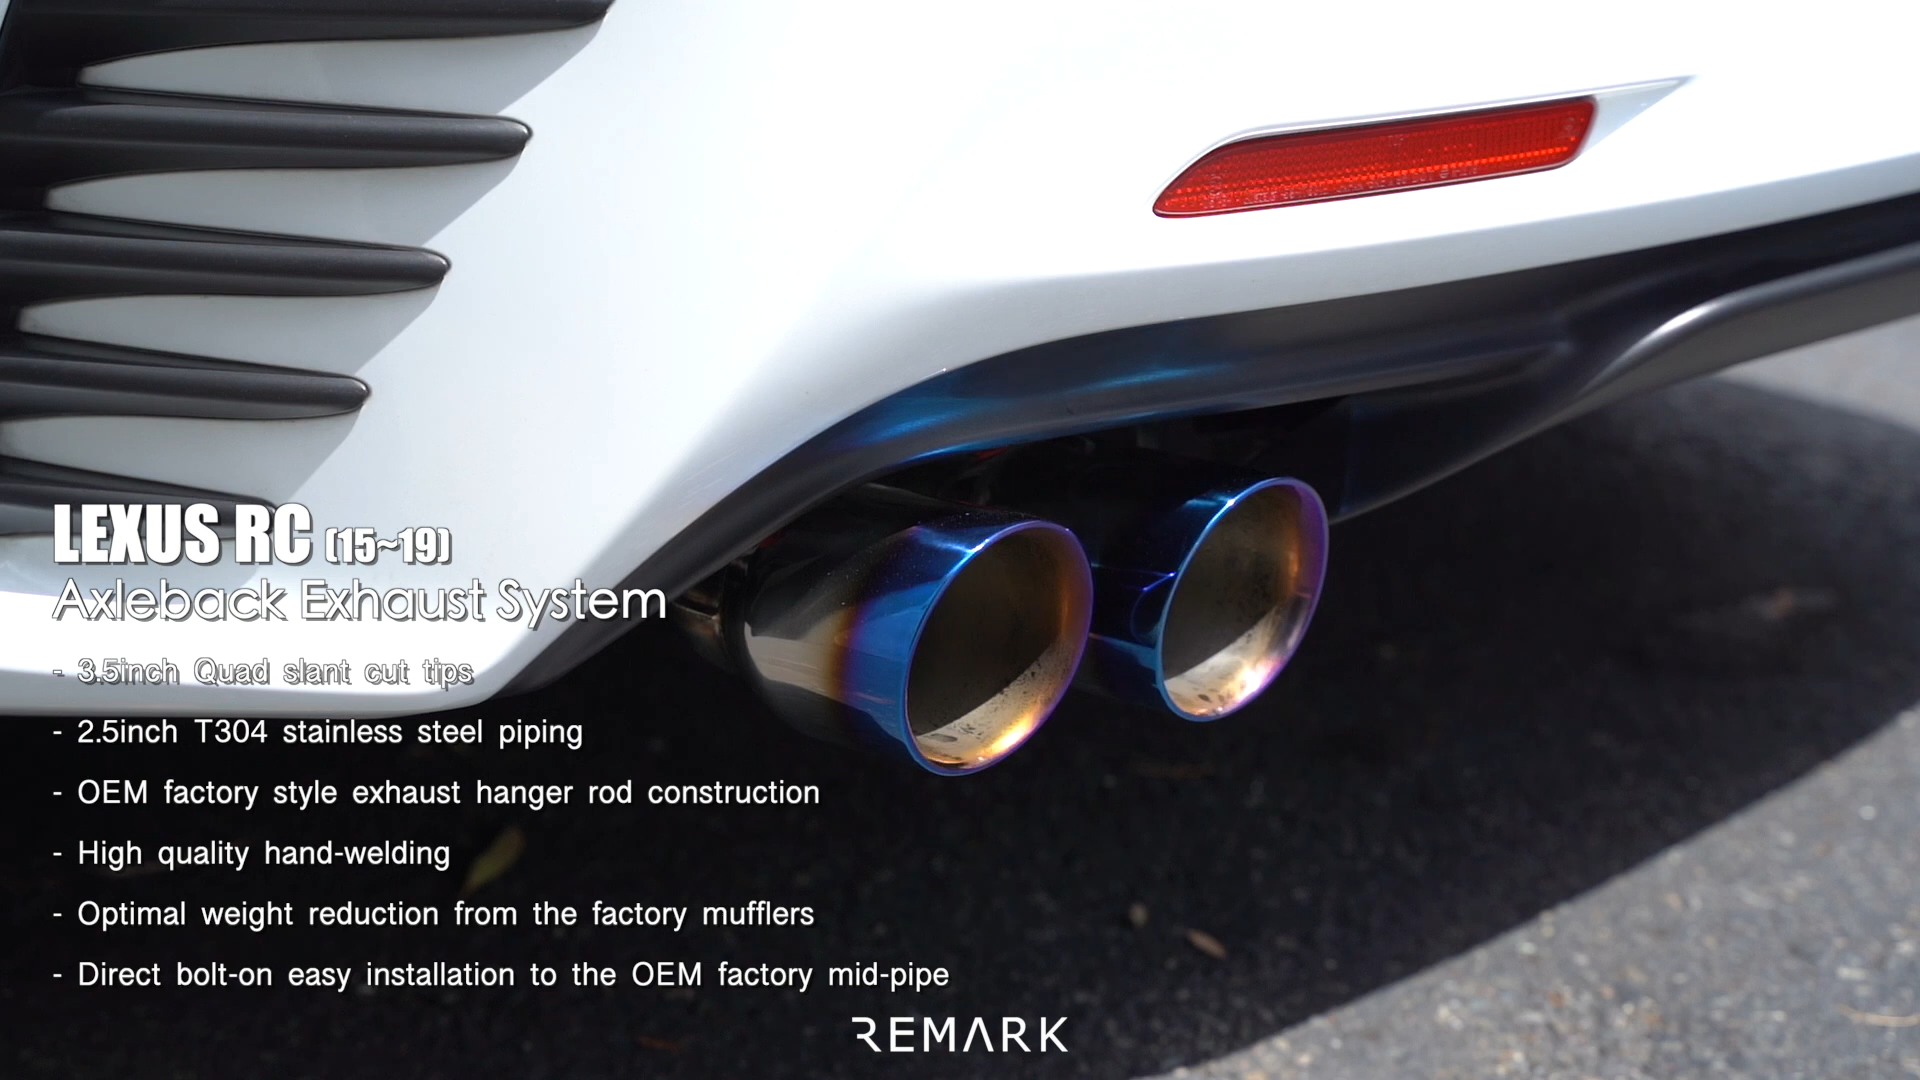 LEXUS RC (15~19)
Axleback Exhaust System
- 3.5inch Quad slant cut tips
- 2.5inch T304 stainless steel piping
- OEM factory style exhaust hanger rod construction
- High quality hand-welding
- Optimal weight reduction from the factory mufflers
- Direct bolt-on easy installation to the OEM factory mid-pipe
REMARK